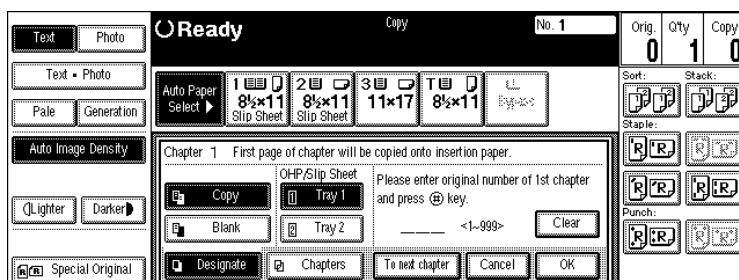 Text
Photo
Text • Photo
Pale
Generation
Auto Image Density
Lighter
Darker
Special Original
Ready
Copy
No. 1
Orig.
Q'ty
Copy
0
1
0
Auto Paper
Select
1
8½×11
Slip Sheet
2
8½×11
Slip Sheet
3
11×17
T
8½×11
Bypass
Chapter 1 First page of chapter will be copied onto insertion paper.
Copy
Blank
OHP/Slip Sheet
1 Tray 1
2 Tray 2
Please enter original number of 1st chapter
and press # key.
<1~999>
Clear
Designate
Chapters
To next chapter
Cancel
OK
Sort:
Stack:
Staple:
Punch: